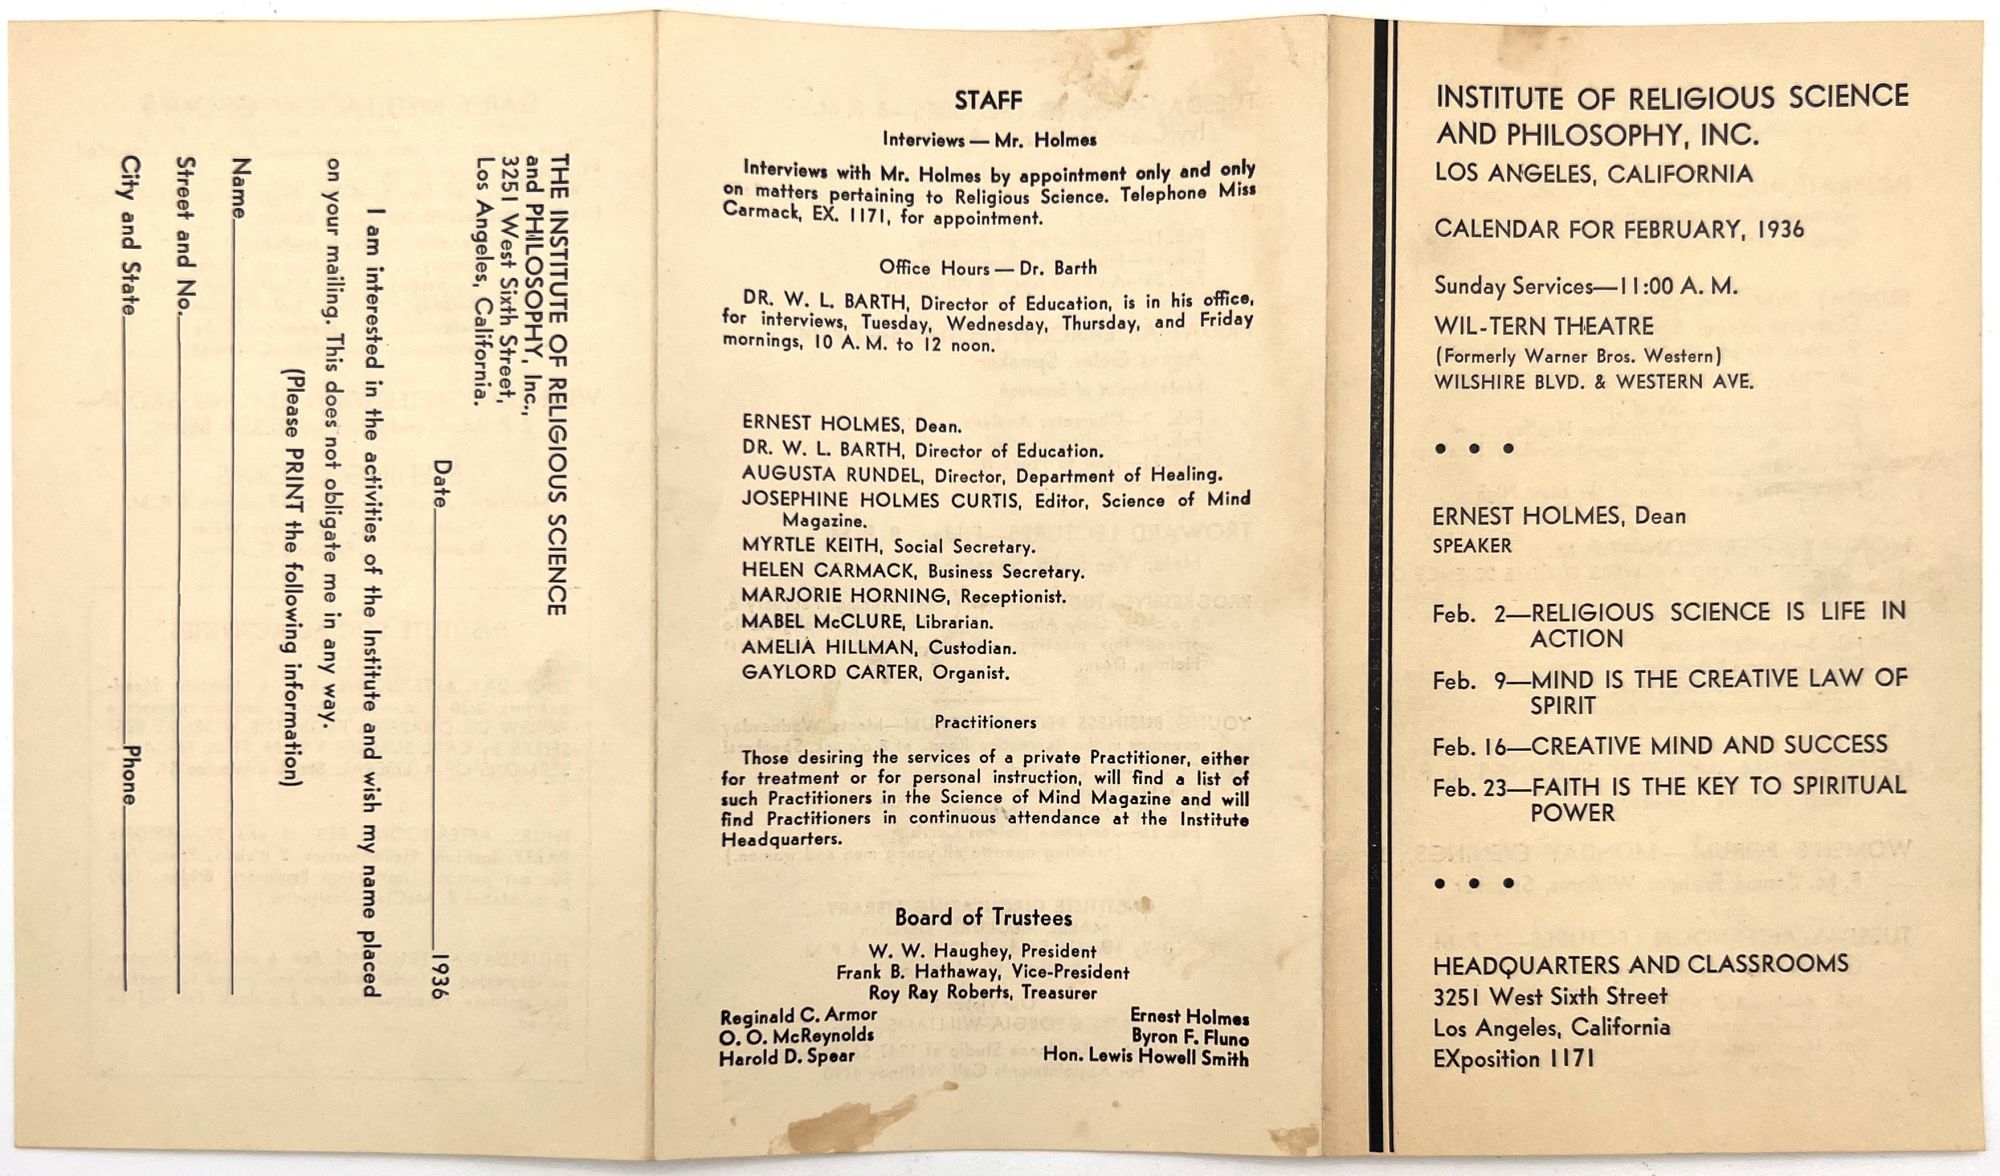 THE INSTITUTE OF RELIGIOUS SCIENCE
and PHILOSOPHY, Inc.,
3251 West Sixth Street,
Los Angeles, California.
Date 1936
I am interested in the activities of the Institute and wish my name placed
on your mailing. This does not obligate me in any way.
(Please PRINT the following information)
Name
Street and No.
City and State Phone
STAFF
Interviews — Mr. Holmes
Interviews with Mr. Holmes by appointment only and only
on matters pertaining to Religious Science. Telephone Miss
Carmack, EX. 1171, for appointment.
Office Hours — Dr. Barth
DR. W. L. BARTH, Director of Education, is in his office,
for interviews, Tuesday, Wednesday, Thursday, and Friday
mornings, 10 A. M. to 12 noon.
ERNEST HOLMES, Dean.
DR. W. L. BARTH, Director of Education.
AUGUSTA RUNDEL, Director, Department of Healing.
JOSEPHINE HOLMES CURTIS, Editor, Science of Mind
Magazine.
MYRTLE KEITH, Social Secretary.
HELEN CARMACK, Business Secretary.
MARJORIE HORNING, Receptionist.
MABEL McCLURE, Librarian.
AMELIA HILLMAN, Custodian.
GAYLORD CARTER, Organist.
Practitioners
Those desiring the services of a private Practitioner, either
for treatment or for personal instruction, will find a list of
such Practitioners in the Science of Mind Magazine and will
find Practitioners in continuous attendance at the Institute
Headquarters.
Board of Trustees
W. W. Haughey, President
Frank B. Hathaway, Vice-President
Roy Ray Roberts, Treasurer
Reginald C. Armor Ernest Holmes
O. O. McReynolds Byron F. Fluno
Harold D. Spear Hon. Lewis Howell Smith
INSTITUTE OF RELIGIOUS SCIENCE
AND PHILOSOPHY, INC.
LOS ANGELES, CALIFORNIA
CALENDAR FOR FEBRUARY, 1936
Sunday Services—11:00 A. M.
WIL-TERN THEATRE
(Formerly Warner Bros. Western)
WILSHIRE BLVD. & WESTERN AVE.
• • •
ERNEST HOLMES, Dean
SPEAKER
Feb. 2—RELIGIOUS SCIENCE IS LIFE IN
ACTION
Feb. 9—MIND IS THE CREATIVE LAW OF
SPIRIT
Feb. 16—CREATIVE MIND AND SUCCESS
Feb. 23—FAITH IS THE KEY TO SPIRITUAL
POWER
• • •
HEADQUARTERS AND CLASSROOMS
3251 West Sixth Street
Los Angeles, California
EXposition 1171